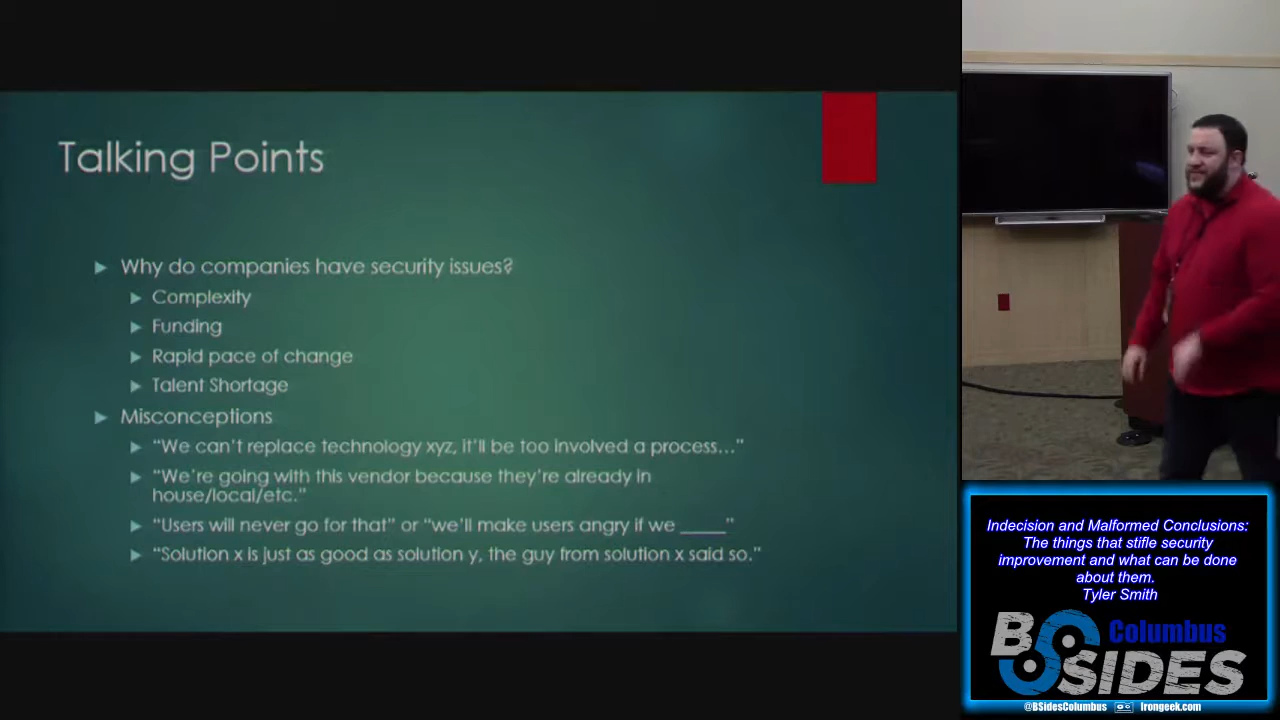 Talking Points
Why do companies have security issues?
Complexity
Funding
Rapid pace of change
Talent Shortage
Misconceptions
“We can’t replace technology xyz, it’ll be too involved a process…”
“We’re going with this vendor because they’re already in
house/local/etc.”
“Users will never go for that” or “we’ll make users angry if we _____”
“Solution x is just as good as solution y, the guy from solution x said so.”
Indecision and Malformed Conclusions:
The things that stifle security
improvement and what can be done
about them.
Tyler Smith
BSIDES Columbus
@BSidesColumbus Irongeek.com